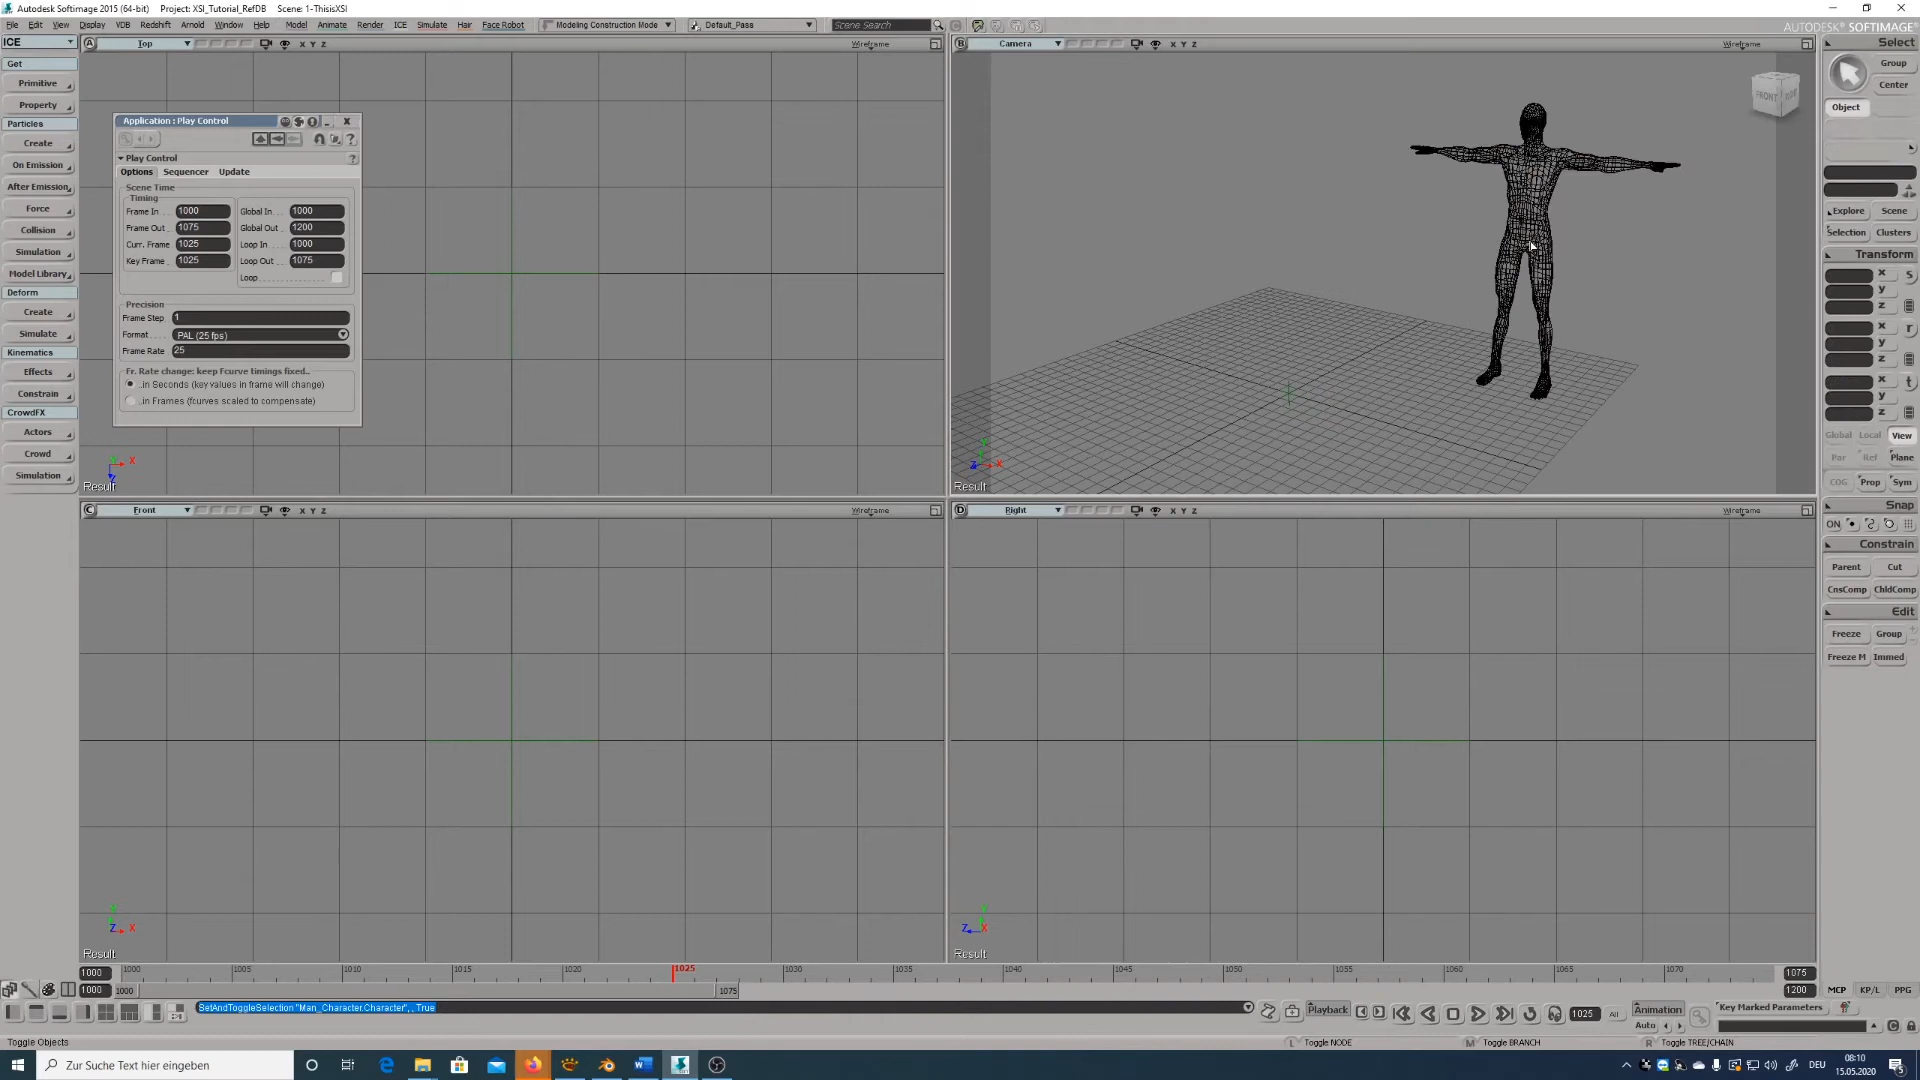 Autodesk Softimage 2015 (64-bit) Project: XSI_Tutorial_RefDB Scene: 1-ThisisXSI
File Edit View Display VDB Redshift Arnold Window Help Model Animate Render ICE Simulate Hair Face Robot Modeling Construction Mode Default_Pass Scene Search
AUTODESK® SOFTIMAGE®
ICE
Get
Primitive
Property
Particles
Create
On Emission
After Emission
Force
Collision
Simulation
Model Library
Deform
Create
Simulate
Kinematics
Effects
Constrain
CrowdFX
Actors
Crowd
Simulation
A Top X Y Z Wireframe
Application : Play Control
Play Control
Options Sequencer Update
Scene Time
Timing
Frame In 1000 Global In 1000
Frame Out 1075 Global Out 1200
Curr. Frame 1025 Loop In 1000
Key Frame 1025 Loop Out 1075
Loop
Precision
Frame Step 1
Format PAL (25 fps)
Frame Rate 25
Fr. Rate change: keep Fcurve timings fixed..
..in Seconds (key values in frame will change)
..in Frames (fcurves scaled to compensate)
Result
B Camera X Y Z Wireframe
FRONT
Result
C Front X Y Z Wireframe
Z X
Result
D Right X Y Z Wireframe
Z X
Result
Select
Group
Center
Object
Explore Scene
Selection Clusters
Transform
x s
y
z
x r
y
z
x t
y
z
Global Local View
Par Ref Plane
COG Prop Sym
Snap
ON
Constrain
Parent Cut
CnsComp ChldComp
Edit
Freeze Group
Freeze M Immed
1000 1000 1005 1010 1015 1020 1025 1030 1035 1040 1045 1050 1055 1060 1065 1070 1075
1000 1000 1075 1200
MCP KP/L PPG
SetAndToggleSelection "Man_Character.Character", , True
Playback 1025 All Animation Key Marked Parameters
Auto
Toggle Objects L Toggle NODE M Toggle BRANCH R Toggle TREE/CHAIN
Zur Suche Text hier eingeben
DEU
08:10
15.05.2020